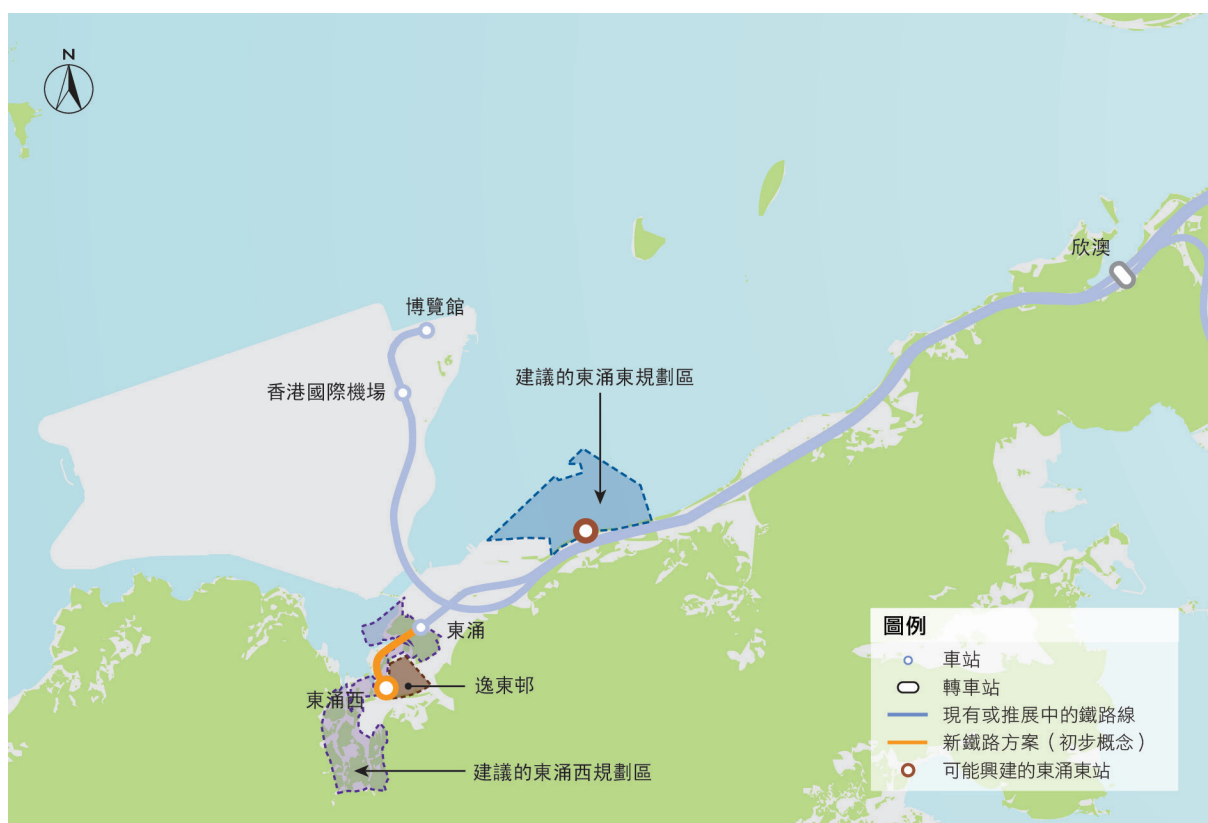 N
欣澳
博覽館
建議的東涌東規劃區
香港國際機場
東涌
逸東邨
東涌西
建議的東涌西規劃區
圖例
車站
轉車站
現有或推展中的鐵路線
新鐵路方案（初步概念）
可能興建的東涌東站